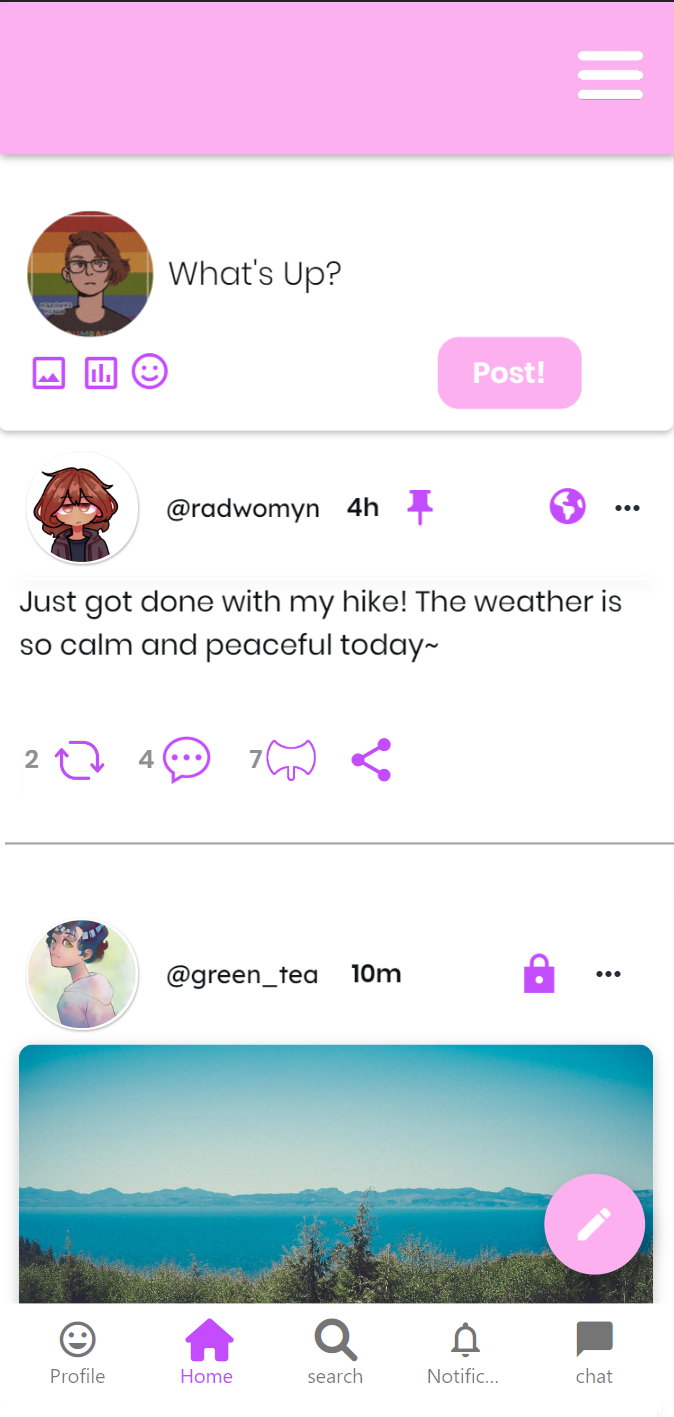 What's Up?
Post!
@radwomyn 4h
Just got done with my hike! The weather is
so calm and peaceful today~
2 4 7
@green_tea 10m
Profile Home search Notific... chat